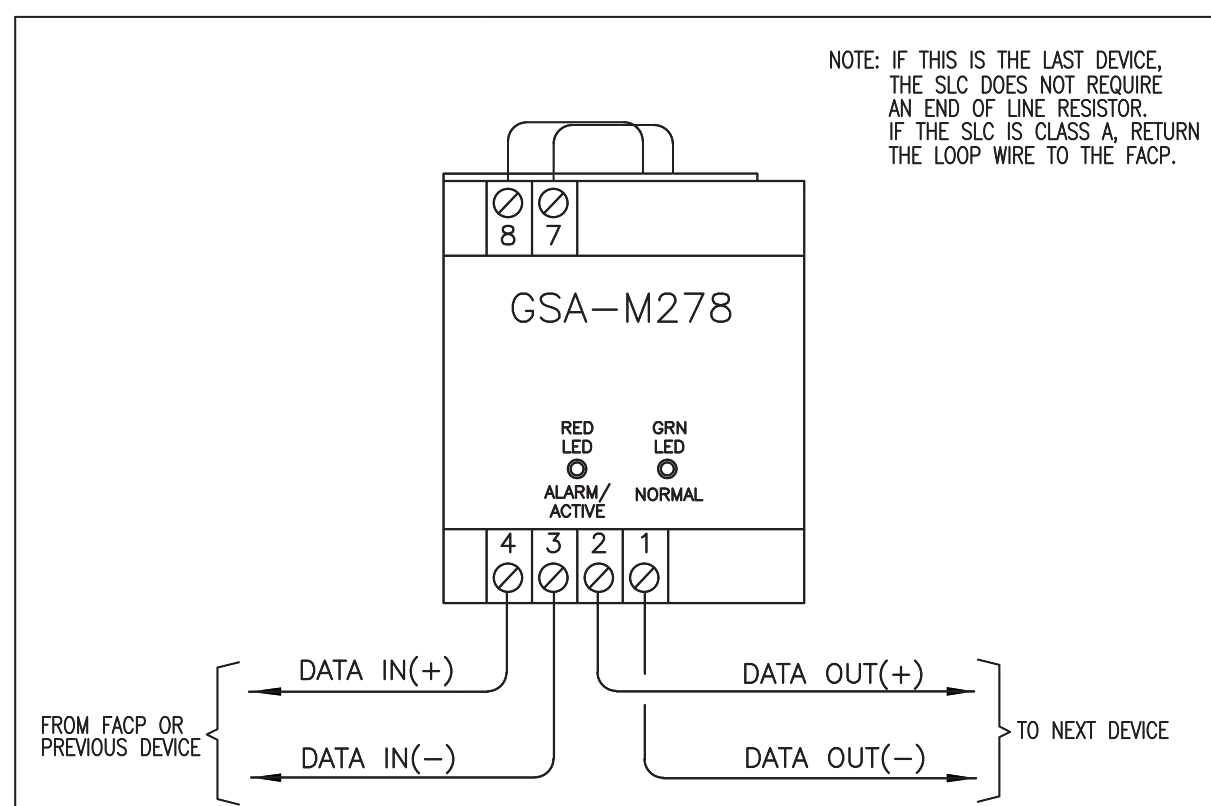 NOTE: IF THIS IS THE LAST DEVICE,
THE SLC DOES NOT REQUIRE
AN END OF LINE RESISTOR.
IF THE SLC IS CLASS A, RETURN
THE LOOP WIRE TO THE FACP.
8 7
GSA-M278
RED
LED
ALARM/
ACTIVE
GRN
LED
NORMAL
4 3 2 1
DATA IN(+)
DATA OUT(+)
FROM FACP OR
PREVIOUS DEVICE
TO NEXT DEVICE
DATA IN(-)
DATA OUT(-)